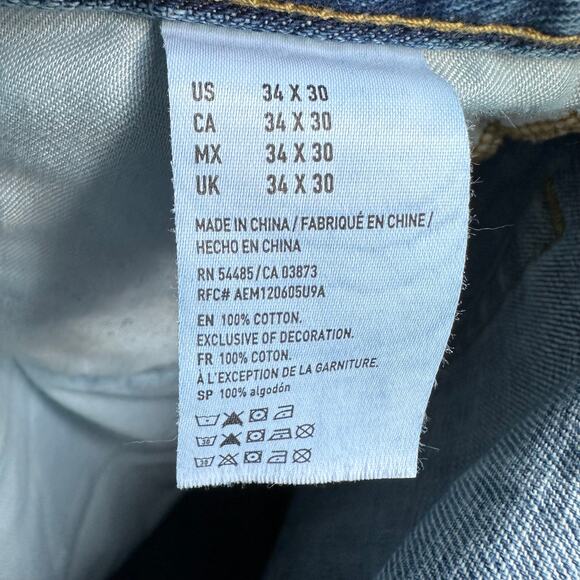 US 34 X 30
CA 34 X 30
MX 34 X 30
UK 34 X 30
MADE IN CHINA / FABRIQUÉ EN CHINE /
HECHO EN CHINA
RN 54485 / CA 03873
RFC# AEM120605U9A
EN 100% COTTON.
EXCLUSIVE OF DECORATION.
FR 100% COTON.
À L'EXCEPTION DE LA GARNITURE.
SP 100% algodón